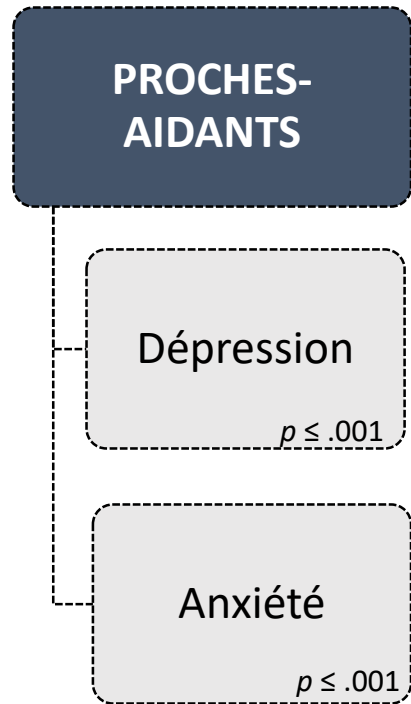 PROCHES-
AIDANTS
Dépression
p ≤ .001
Anxiété
p ≤ .001